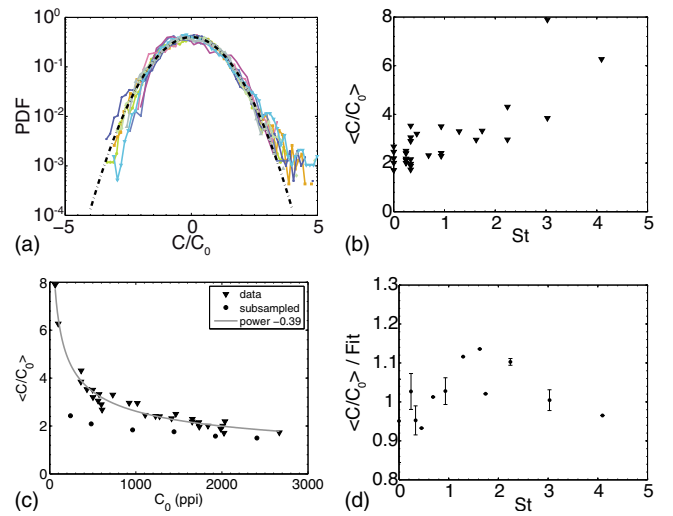 10^0
10^-1
10^-2
10^-3
10^-4
PDF
−5
0
5
C/C_0
(a)
8
6
4
2
0
<C/C_0>
0
1
2
3
4
5
St
(b)
8
6
4
2
0
<C/C_0>
data
subsampled
power −0.39
0
1000
2000
3000
C_0 (ppi)
(c)
1.3
1.2
1.1
1
0.9
0.8
<C/C_0> / Fit
0
1
2
3
4
5
St
(d)